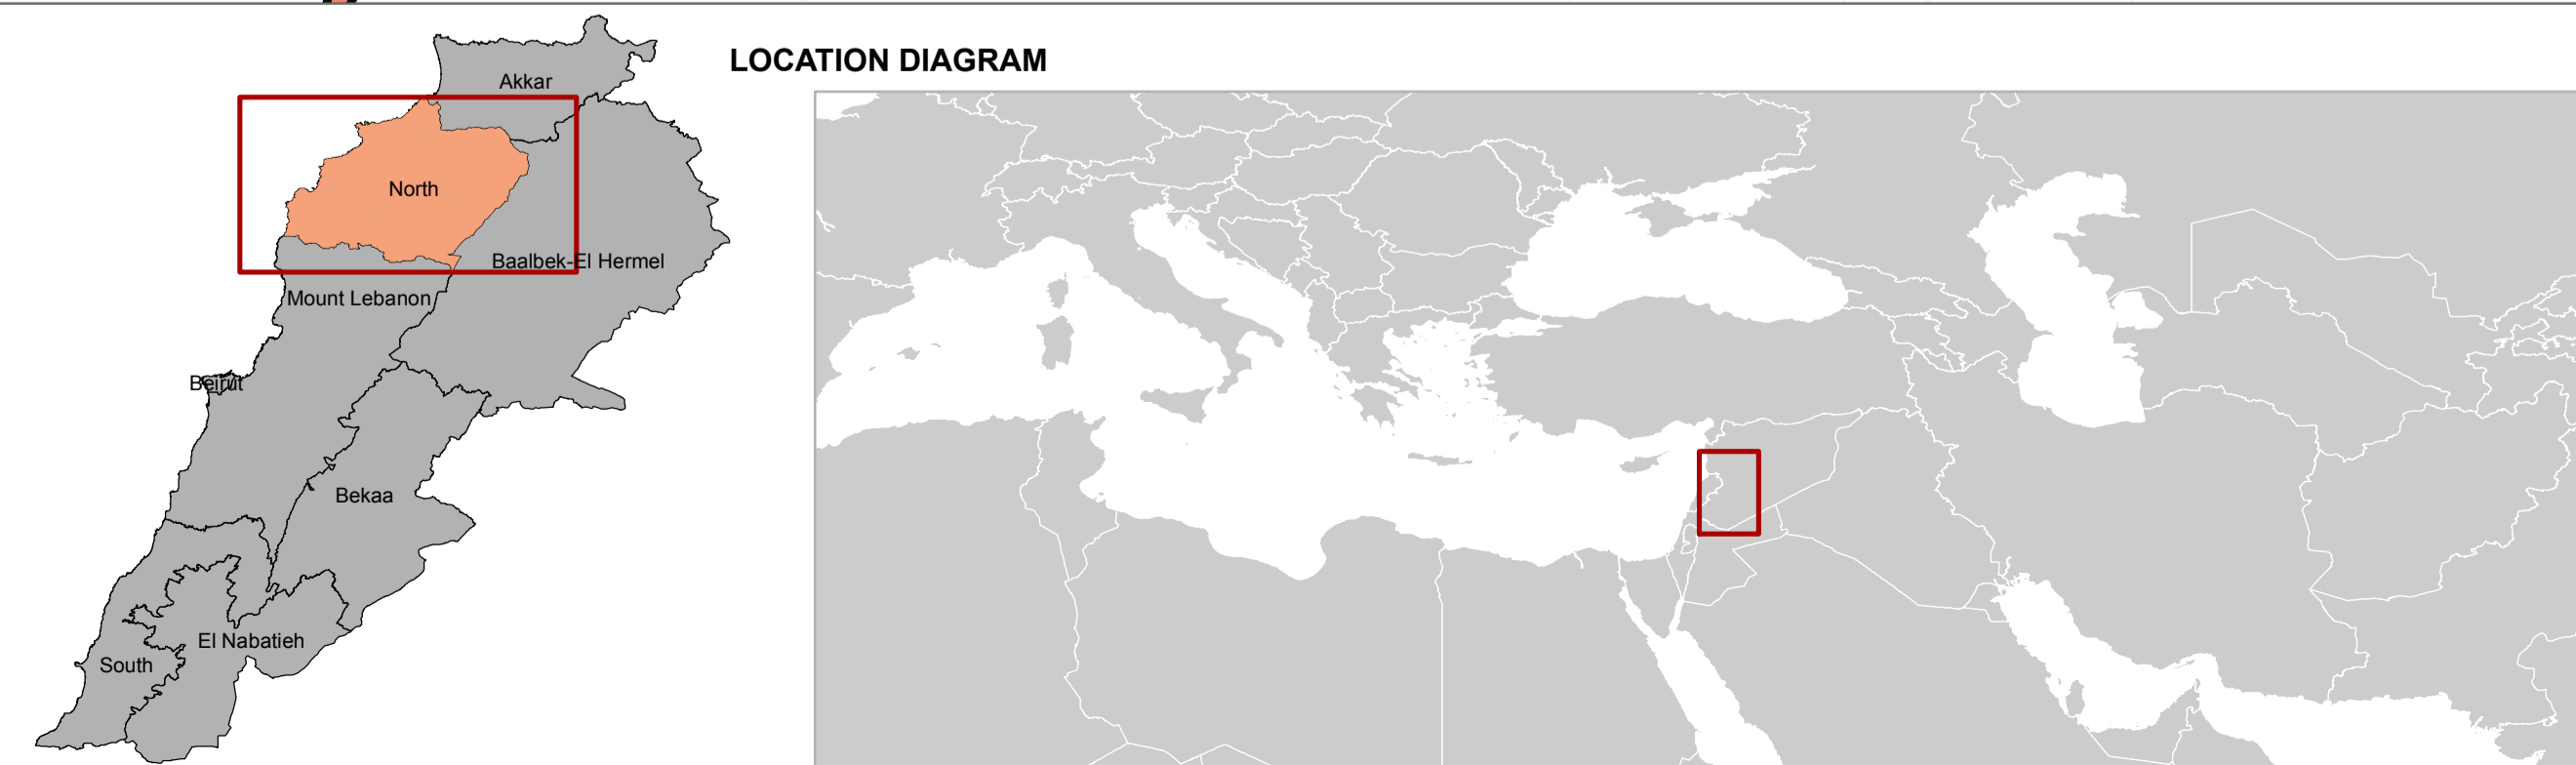 LOCATION DIAGRAM
Akkar
North
Baalbek-El Hermel
Mount Lebanon
Beirut
Bekaa
El Nabatieh
South